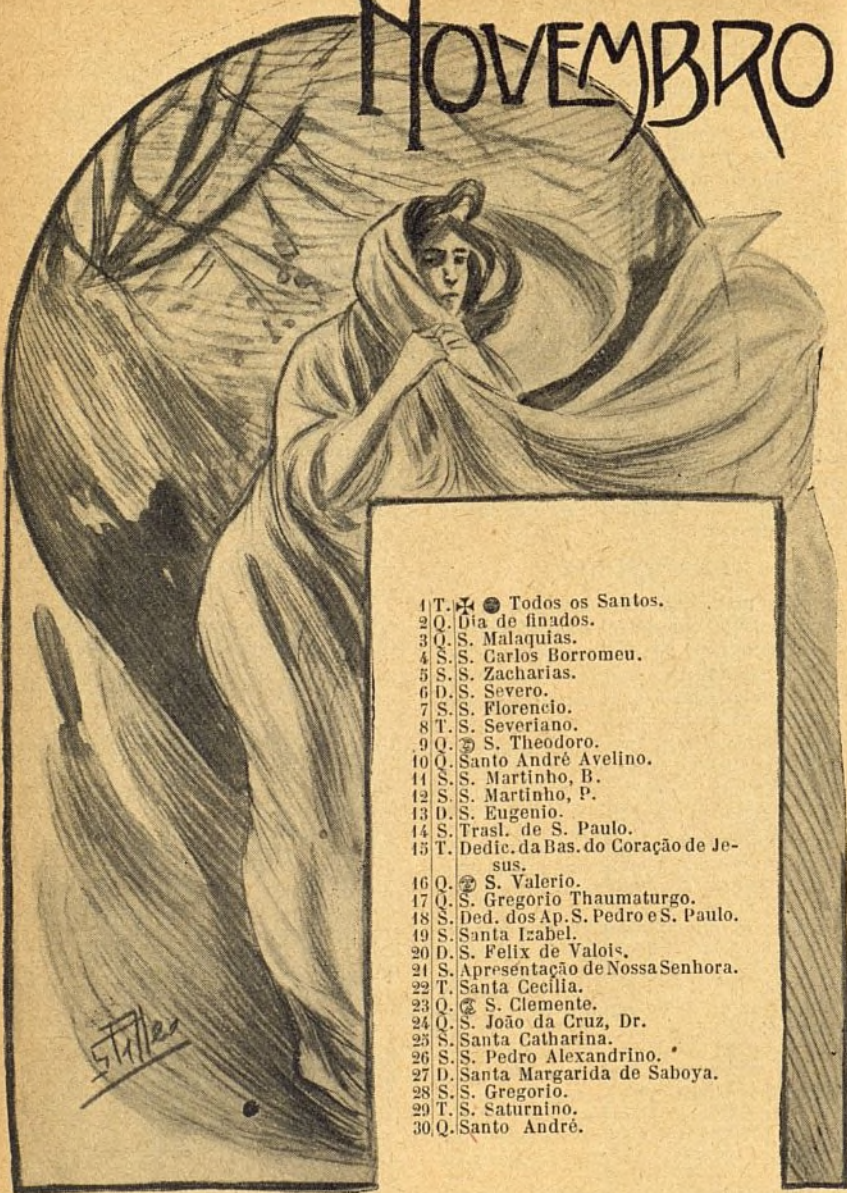 NOVEMBRO
1 T. ✠ ● Todos os Santos.
2 Q. Dia de finados.
3 Q. S. Malaquias.
4 S. S. Carlos Borromeu.
5 S. S. Zacharias.
6 D. S. Severo.
7 S. S. Florencio.
8 T. S. Severiano.
9 Q. S. Theodoro.
10 Q. Santo André Avelino.
11 S. S. Martinho, B.
12 S. S. Martinho, P.
13 D. S. Eugenio.
14 S. Trasl. de S. Paulo.
15 T. Dedic. da Bas. do Coração de Je-
sus.
16 Q. S. Valerio.
17 Q. S. Gregorio Thaumaturgo.
18 S. Ded. dos Ap. S. Pedro e S. Paulo.
19 S. Santa Izabel.
20 D. S. Felix de Valois.
21 S. Apresentação de Nossa Senhora.
22 T. Santa Cecília.
23 Q. S. Clemente.
24 Q. S. João da Cruz, Dr.
25 S. Santa Catharina.
26 S. S. Pedro Alexandrino.
27 D. Santa Margarida de Saboya.
28 S. S. Gregorio.
29 T. S. Saturnino.
30 Q. Santo André.